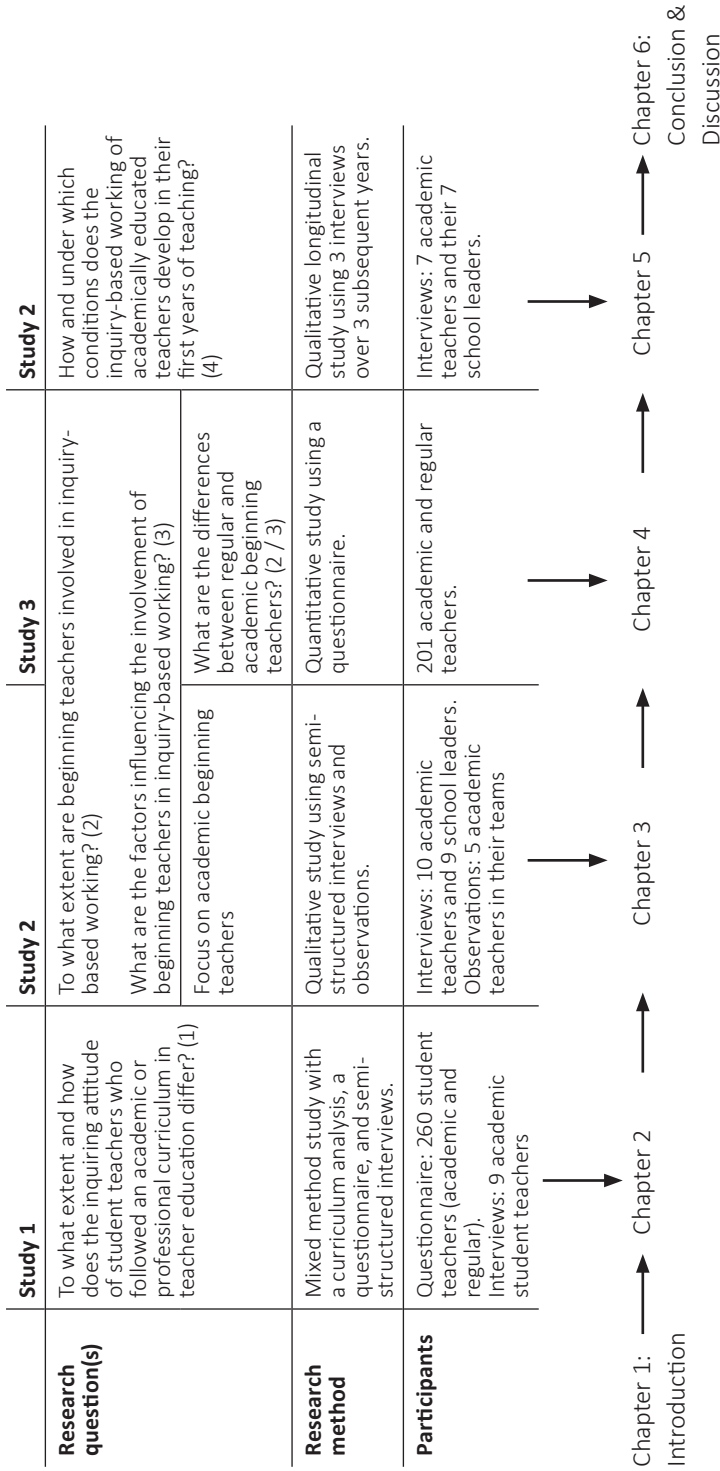 Study 1
Study 2
Study 3
Study 2
Research
question(s)
To what extent and how
does the inquiring attitude
of student teachers who
followed an academic or
professional curriculum in
teacher education differ? (1)
To what extent are beginning teachers involved in inquiry-
based working? (2)
What are the factors influencing the involvement of
beginning teachers in inquiry-based working? (3)
Focus on academic beginning
teachers
What are the differences
between regular and
academic beginning
teachers? (2 / 3)
How and under which
conditions does the
inquiry-based working of
academically educated
teachers develop in their
first years of teaching?
(4)
Research
method
Mixed method study with
a curriculum analysis, a
questionnaire, and semi-
structured interviews.
Qualitative study using semi-
structured interviews and
observations.
Quantitative study using a
questionnaire.
Qualitative longitudinal
study using 3 interviews
over 3 subsequent years.
Participants
Questionnaire: 260 student
teachers (academic and
regular).
Interviews: 9 academic
student teachers
Interviews: 10 academic
teachers and 9 school leaders.
Observations: 5 academic
teachers in their teams
201 academic and regular
teachers.
Interviews: 7 academic
teachers and their 7
school leaders.
Chapter 1:
Introduction
Chapter 2
Chapter 3
Chapter 4
Chapter 5
Chapter 6:
Conclusion &
Discussion